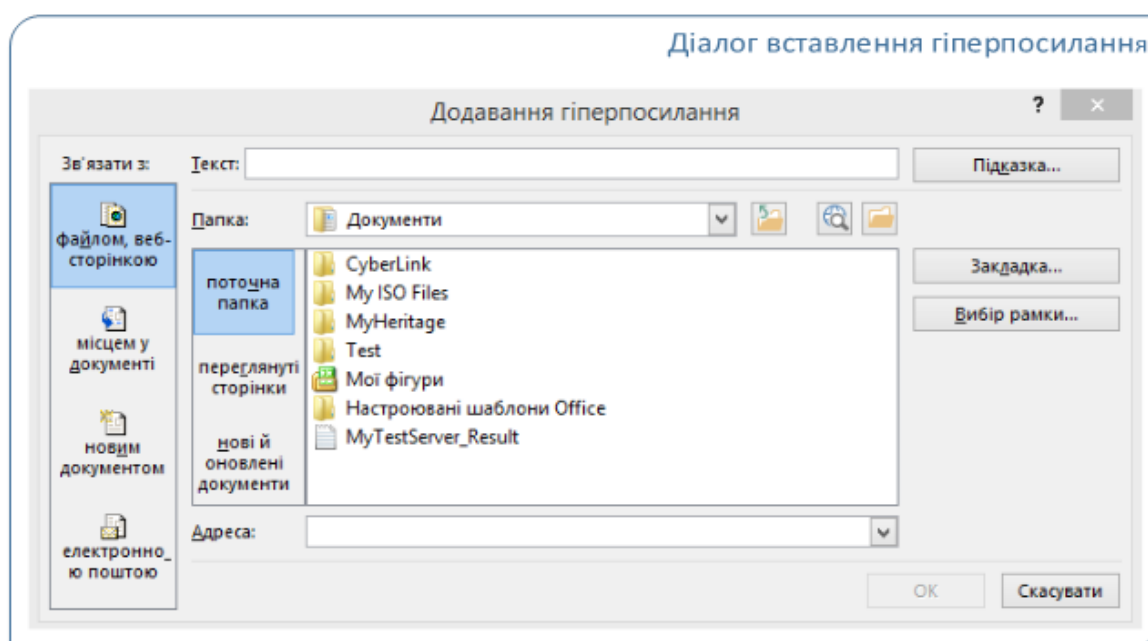 Діалог вставлення гіперпосилання
Додавання гіперпосилання
?
Зв'язати з:
Текст:
Підказка...
файлом, веб-
сторінкою
місцем у
документі
новим
документом
електронно_
ю поштою
Папка:
Документи
поточна
папка
переглянуті
сторінки
нові й
оновлені
документи
CyberLink
My ISO Files
MyHeritage
Test
Мої фігури
Настроювані шаблони Office
MyTestServer_Result
Закладка...
Вибір рамки...
Адреса:
ОК
Скасувати